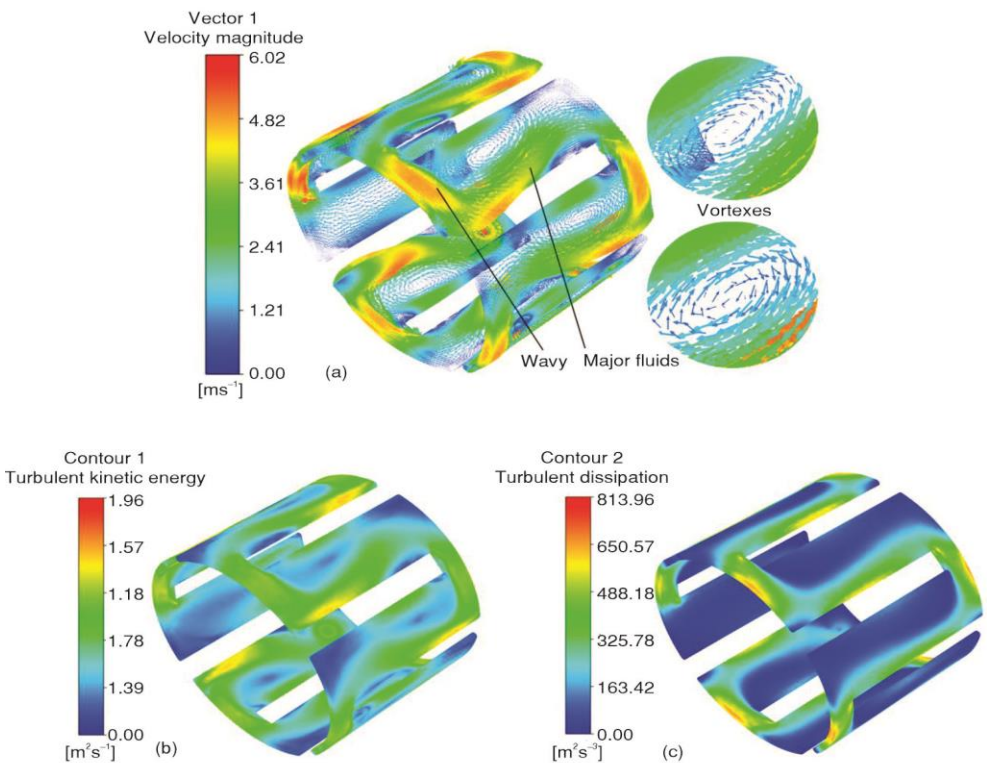 Vector 1
Velocity magnitude
6.02
4.82
3.61
2.41
1.21
0.00
[ms⁻¹]
(a)
Wavy
Major fluids
Vortexes
Contour 1
Turbulent kinetic energy
1.96
1.57
1.18
1.78
1.39
0.00
[m²s⁻¹]
(b)
Contour 2
Turbulent dissipation
813.96
650.57
488.18
325.78
163.42
0.00
[m²s⁻³]
(c)